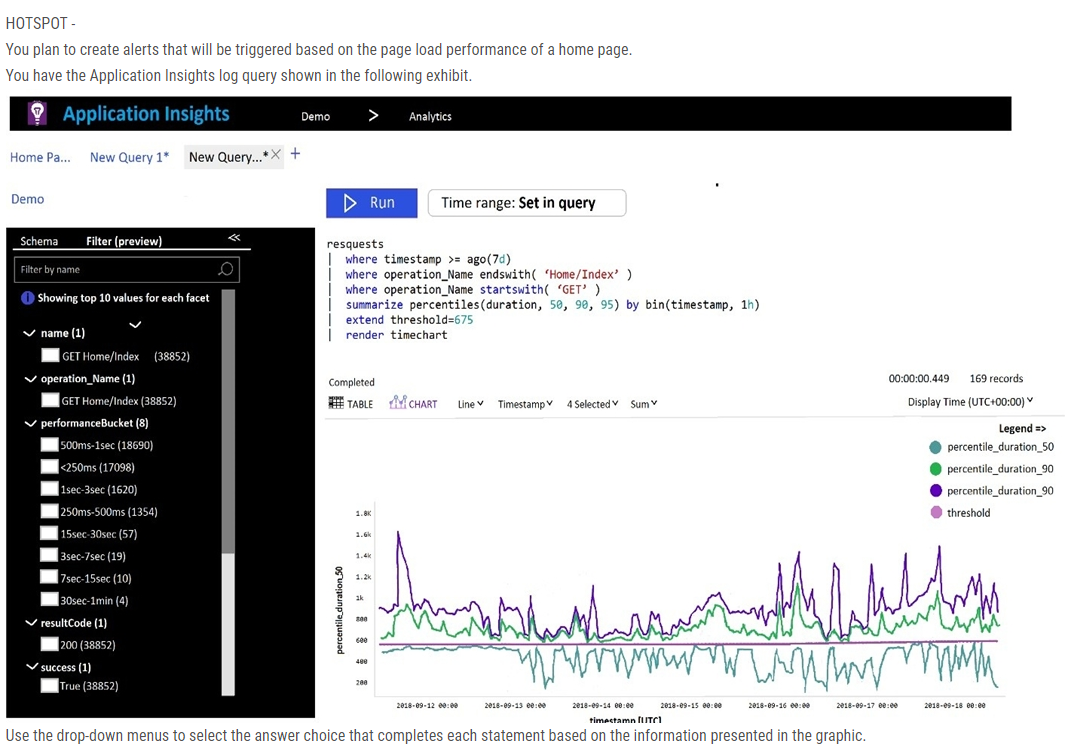 HOTSPOT -
You plan to create alerts that will be triggered based on the page load performance of a home page.
You have the Application Insights log query shown in the following exhibit.
Application Insights
Demo > Analytics
Home Pa... New Query 1* New Query...* × +
Demo
Run
Time range: Set in query
Schema Filter (preview) <<
Filter by name
Showing top 10 values for each facet
name (1)
GET Home/Index (38852)
operation_Name (1)
GET Home/Index (38852)
performanceBucket (8)
500ms-1sec (18690)
<250ms (17098)
1sec-3sec (1620)
250ms-500ms (1354)
15sec-30sec (57)
3sec-7sec (19)
7sec-15sec (10)
30sec-1min (4)
resultCode (1)
200 (38852)
success (1)
True (38852)
resquests
| where timestamp >= ago(7d)
| where operation_Name endswith( ‘Home/Index’ )
| where operation_Name startswith( ‘GET’ )
| summarize percentiles(duration, 50, 90, 95) by bin(timestamp, 1h)
| extend threshold=675
| render timechart
Completed
00:00:00.449 169 records
TABLE CHART Line Timestamp 4 Selected Sum
Display Time (UTC+00:00)
Legend =>
percentile_duration_50
percentile_duration_90
percentile_duration_90
threshold
percentile_duration_50
1.8K
1.6k
1.4k
1.2k
1k
800
600
400
200
2018-09-12 00:00 2018-09-13 00:00 2018-09-14 00:00 2018-09-15 00:00 2018-09-16 00:00 2018-09-17 00:00 2018-09-18 00:00
timestamp [UTC]
Use the drop-down menus to select the answer choice that completes each statement based on the information presented in the graphic.